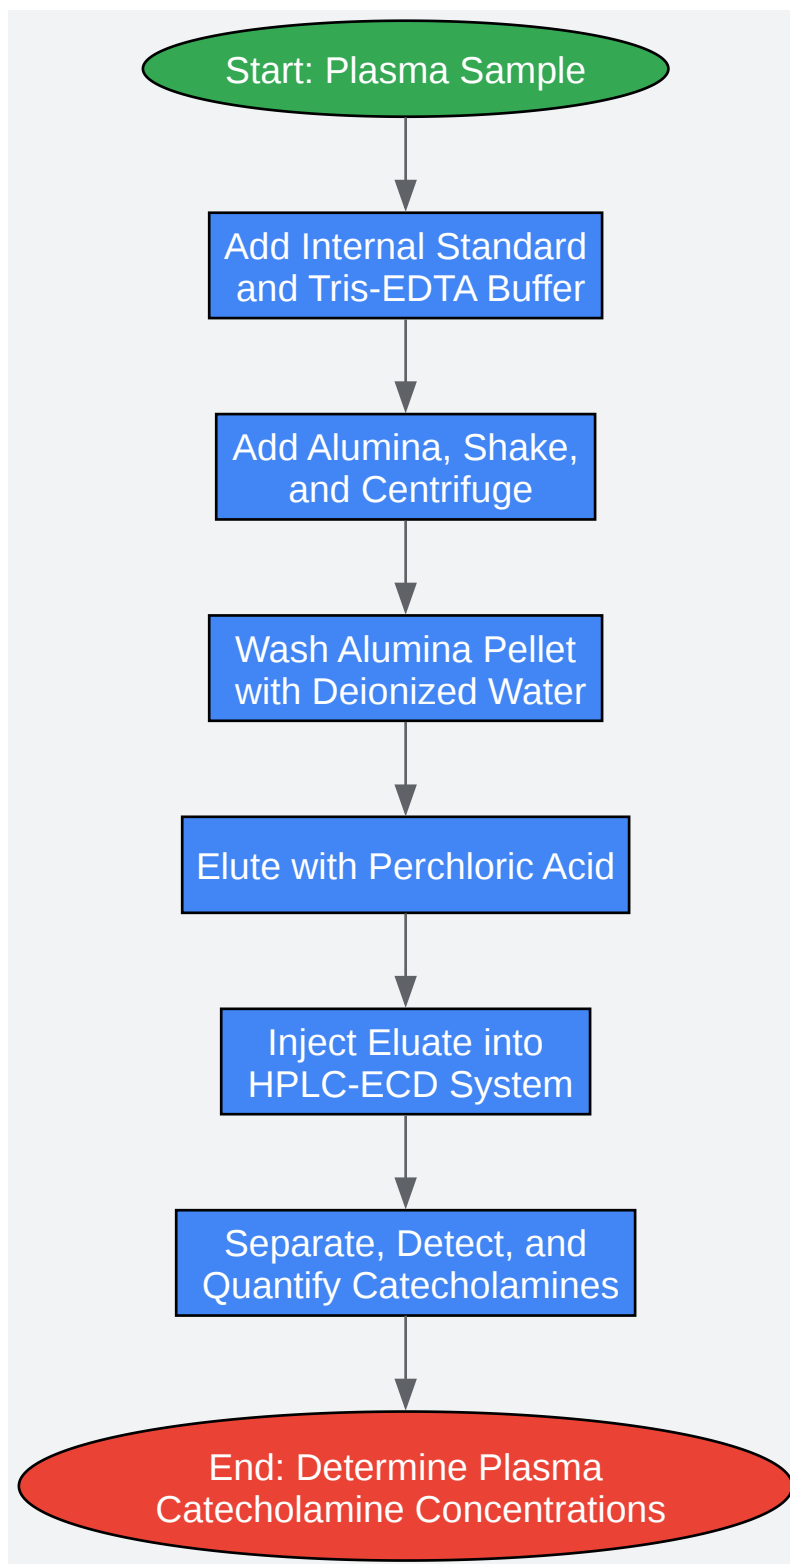 Start: Plasma Sample
Add Internal Standard
and Tris-EDTA Buffer
Add Alumina, Shake,
and Centrifuge
Wash Alumina Pellet
with Deionized Water
Elute with Perchloric Acid
Inject Eluate into
HPLC-ECD System
Separate, Detect, and
Quantify Catecholamines
End: Determine Plasma
Catecholamine Concentrations